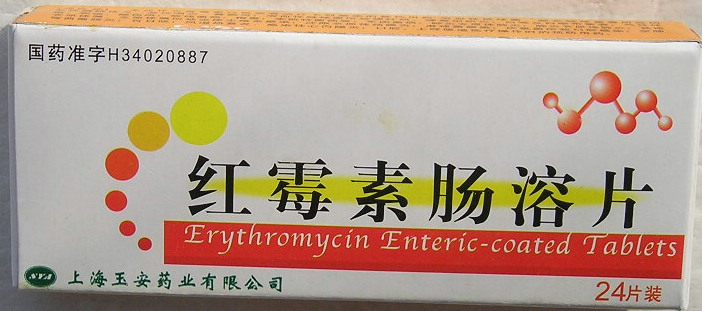 国药准字H34020887
红霉素肠溶片
Erythromycin Enteric-coated Tablets
上海玉安药业有限公司
24片装